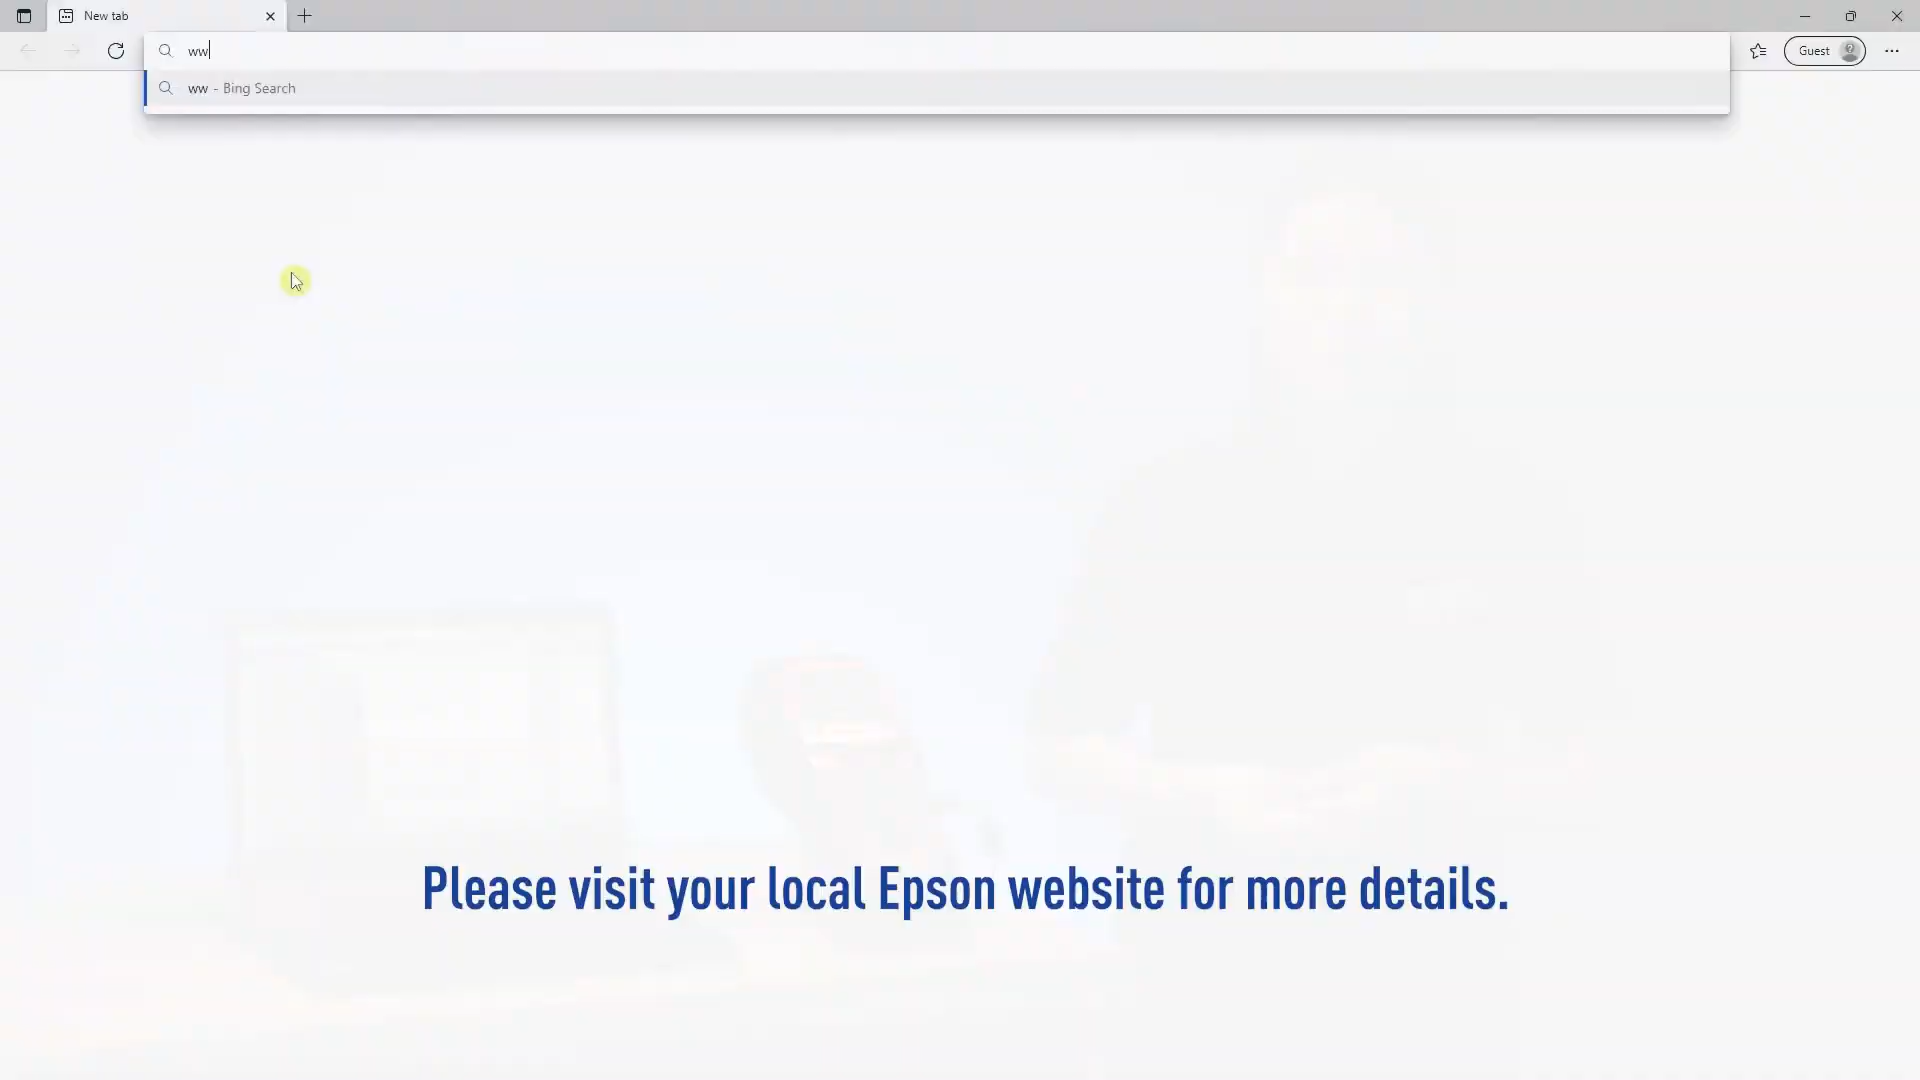 New tab
ww
Guest
ww - Bing Search
Please visit your local Epson website for more details.